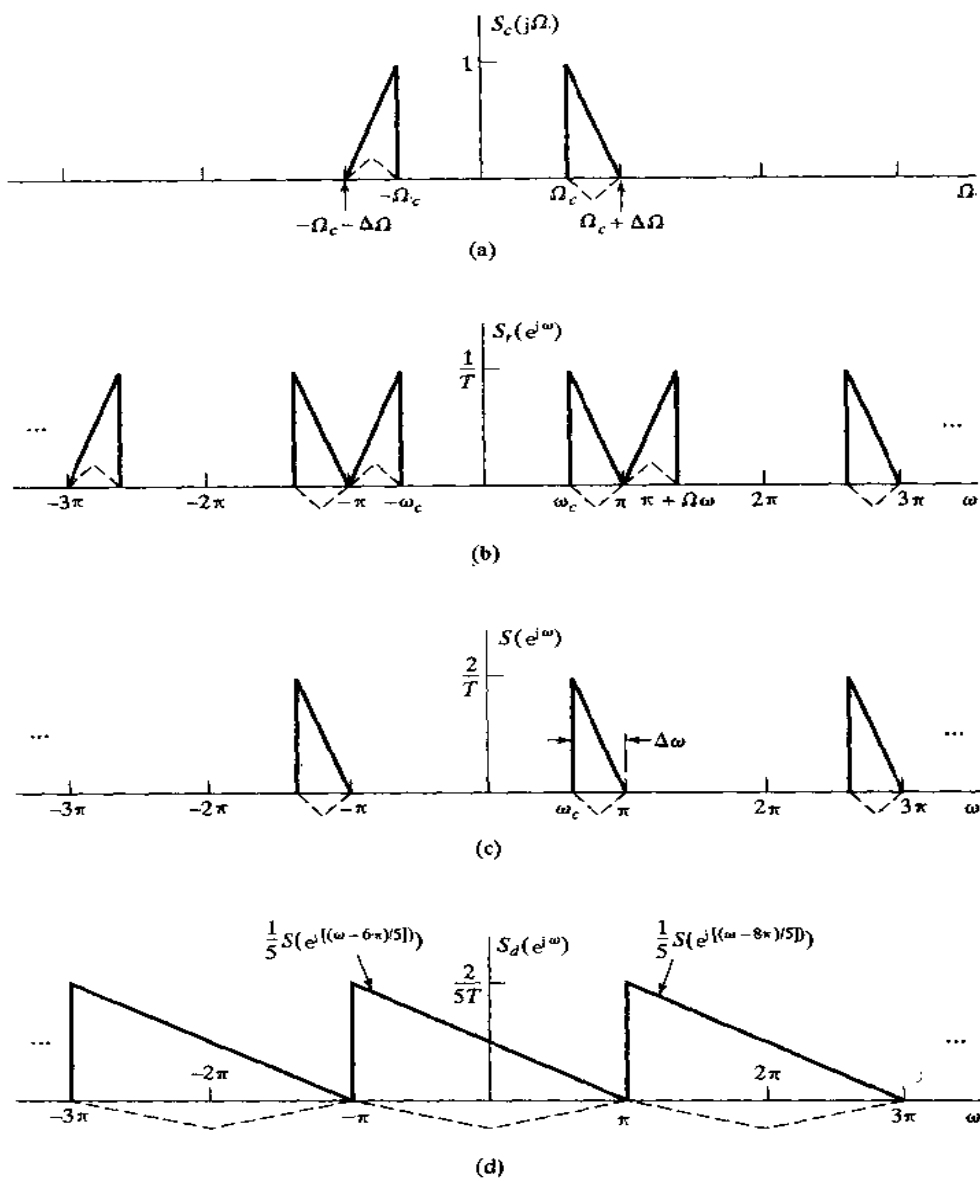 S_c(jΩ)
1
-Ω_c Ω_c Ω
-Ω_c - ΔΩ Ω_c + ΔΩ
(a)
S_r(e^{jω})
1/T
... ...
-3π -2π -π -ω_c ω_c π π + Ωω 2π 3π ω
(b)
S(e^{jω})
2/T
... Δω ...
-3π -2π -π ω_c π 2π 3π ω
(c)
1/5 S(e^{j[(ω - 6π)/5]}) S_d(e^{jω}) 1/5 S(e^{j[(ω - 8π)/5]})
2/5T
... ...
-2π 2π
-3π -π π 3π ω
(d)